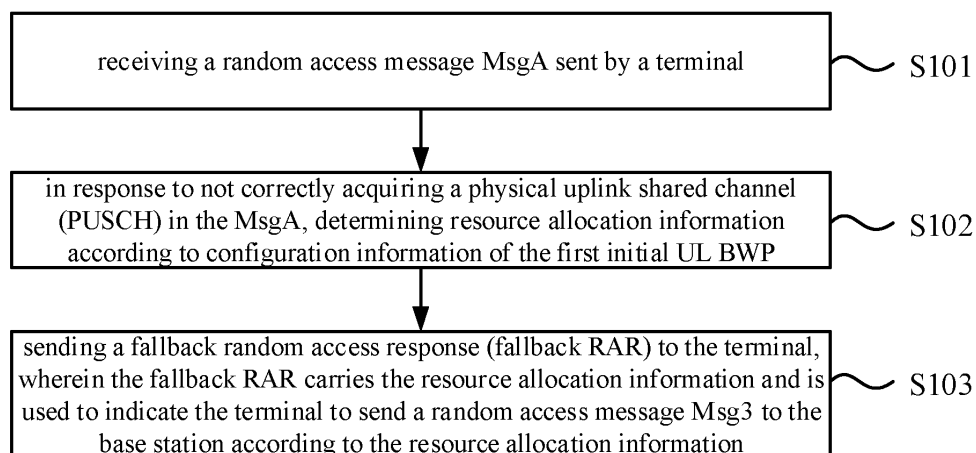 receiving a random access message MsgA sent by a terminal
S101
in response to not correctly acquiring a physical uplink shared channel
(PUSCH) in the MsgA, determining resource allocation information
according to configuration information of the first initial UL BWP
S102
sending a fallback random access response (fallback RAR) to the terminal,
wherein the fallback RAR carries the resource allocation information and is
used to indicate the terminal to send a random access message Msg3 to the
base station according to the resource allocation information
S103